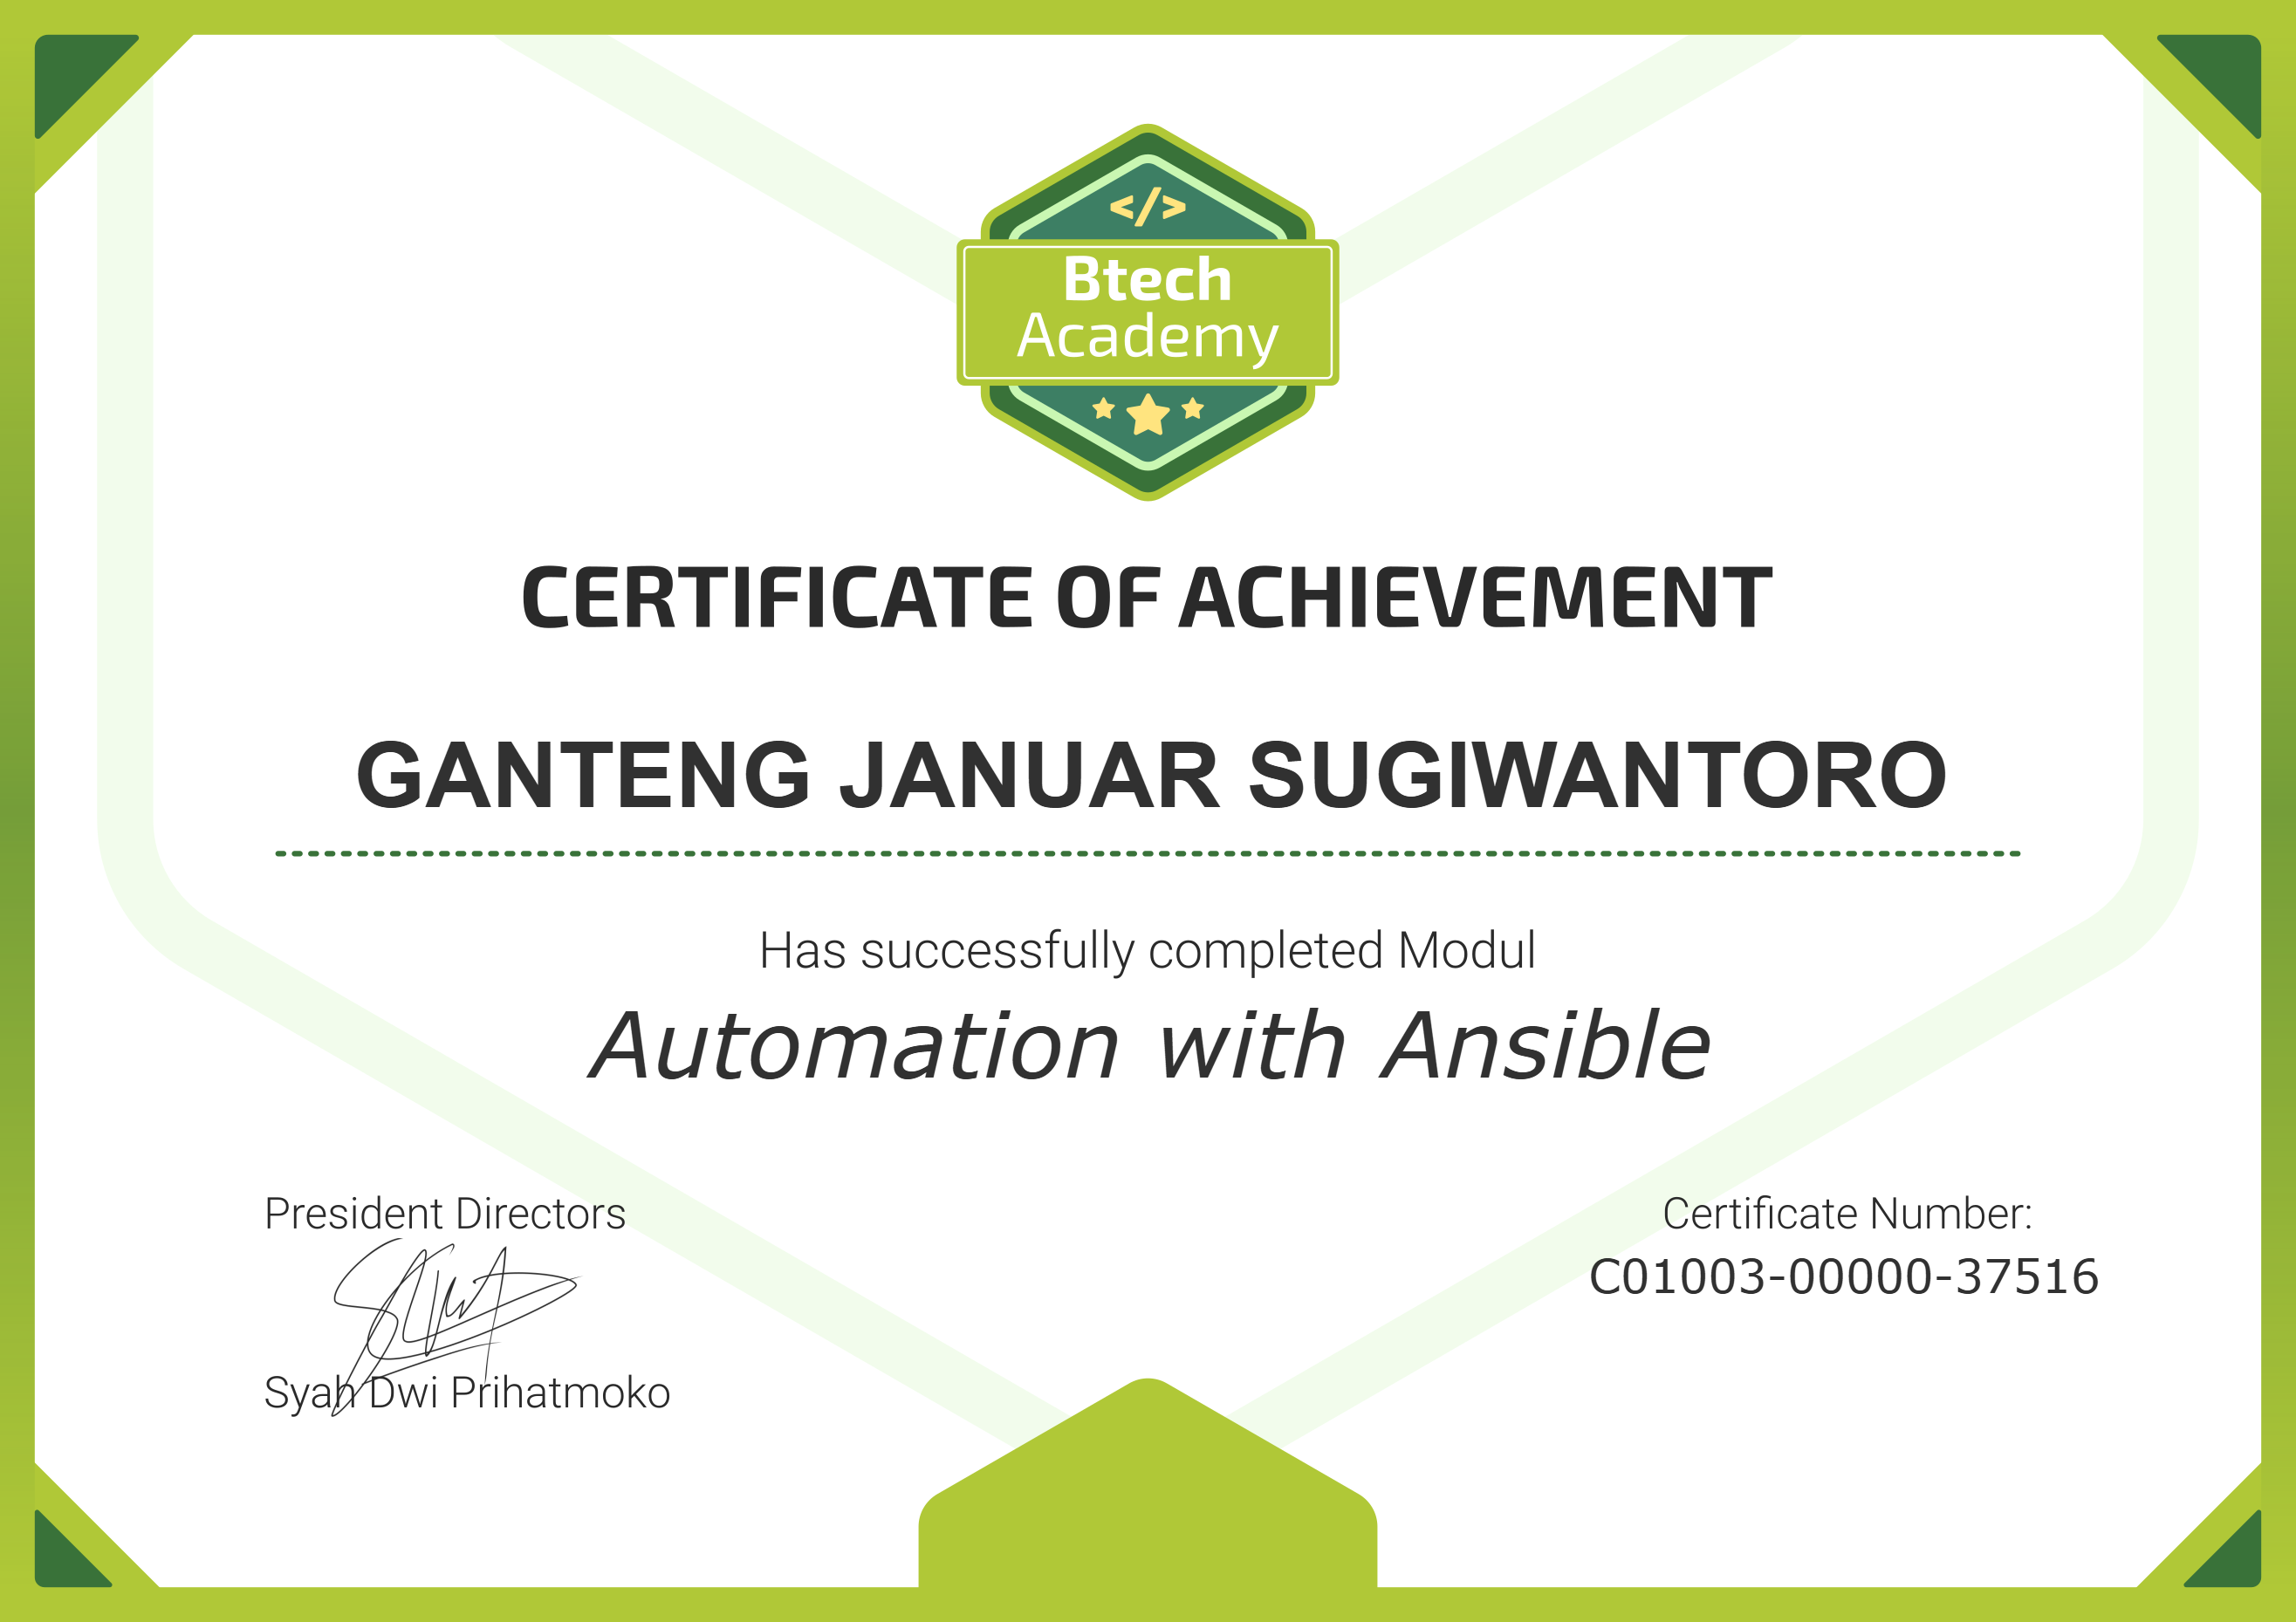 </>
Btech
Academy
CERTIFICATE OF ACHIEVEMENT
GANTENG JANUAR SUGIWANTORO
Has successfully completed Modul
Automation with Ansible
President Directors
Syah Dwi Prihatmoko
Certificate Number:
C01003-00000-37516